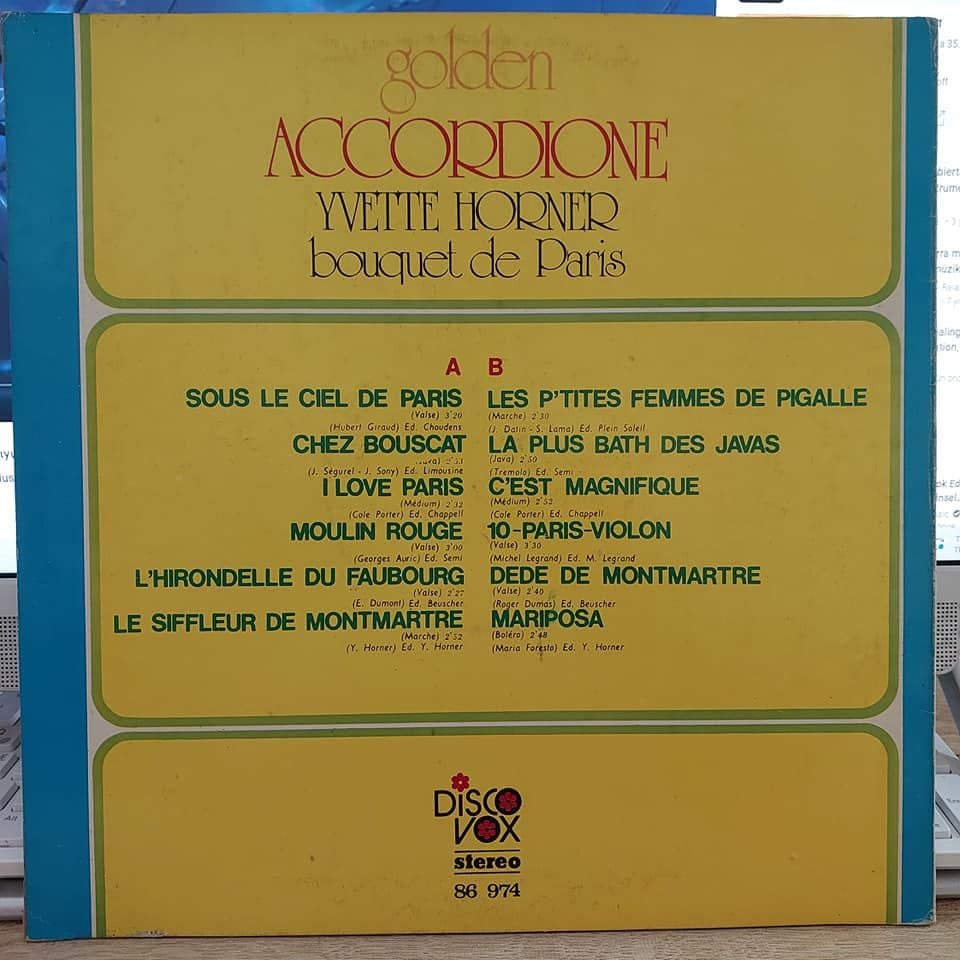 golden
ACCORDIONE
YVETTE HORNER
bouquet de Paris
A
SOUS LE CIEL DE PARIS
(Valse) 3'20
(Hubert Giraud) Ed. Choudens
CHEZ BOUSCAT
2'53
(J. Ségurel - J. Sony) Ed. Limousine
I LOVE PARIS
(Médium) 2'32
(Cole Porter) Ed. Chappell
MOULIN ROUGE
(Valse) 3'00
(Georges Auric) Ed. Semi
L'HIRONDELLE DU FAUBOURG
(Valse) 2'27
(E. Dumont) Ed. Beuscher
LE SIFFLEUR DE MONTMARTRE
(Marche) 2'52
(Y. Horner) Ed. Y. Horner
B
LES P'TITES FEMMES DE PIGALLE
(Marche) 2'30
(J. Datin - S. Lama) Ed. Plein Soleil
LA PLUS BATH DES JAVAS
(Java) 2'50
(Tremolo) Ed. Semi
C'EST MAGNIFIQUE
(Médium) 2'52
(Cole Porter) Ed. Chappell
10-PARIS-VIOLON
(Valse) 3'30
(Michel Legrand) Ed. M. Legrand
DEDE DE MONTMARTRE
(Valse) 2'40
(Roger Dumas) Ed. Beuscher
MARIPOSA
(Boléro) 2'48
(Maria Foresto) Ed. Y. Horner
DISCO
VOX
stereo
86 974